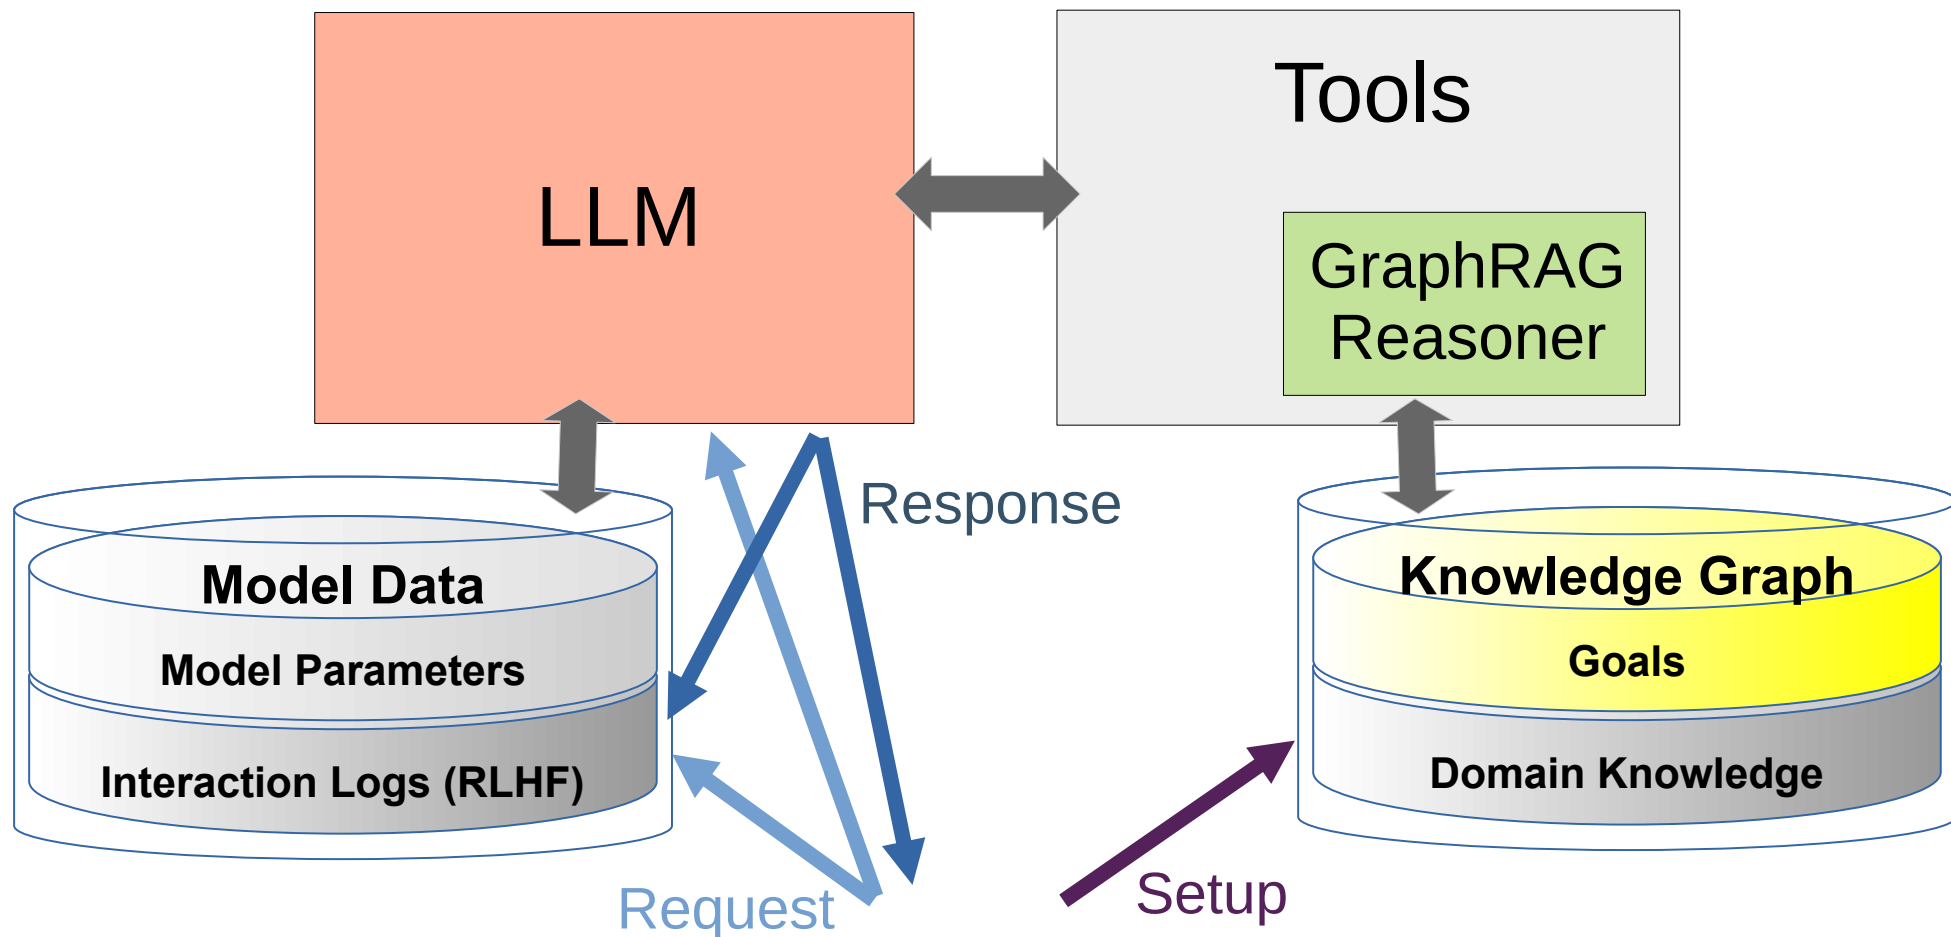 LLM
Tools
GraphRAG
Reasoner
Response
Model Data
Model Parameters
Interaction Logs (RLHF)
Knowledge Graph
Goals
Domain Knowledge
Request
Setup